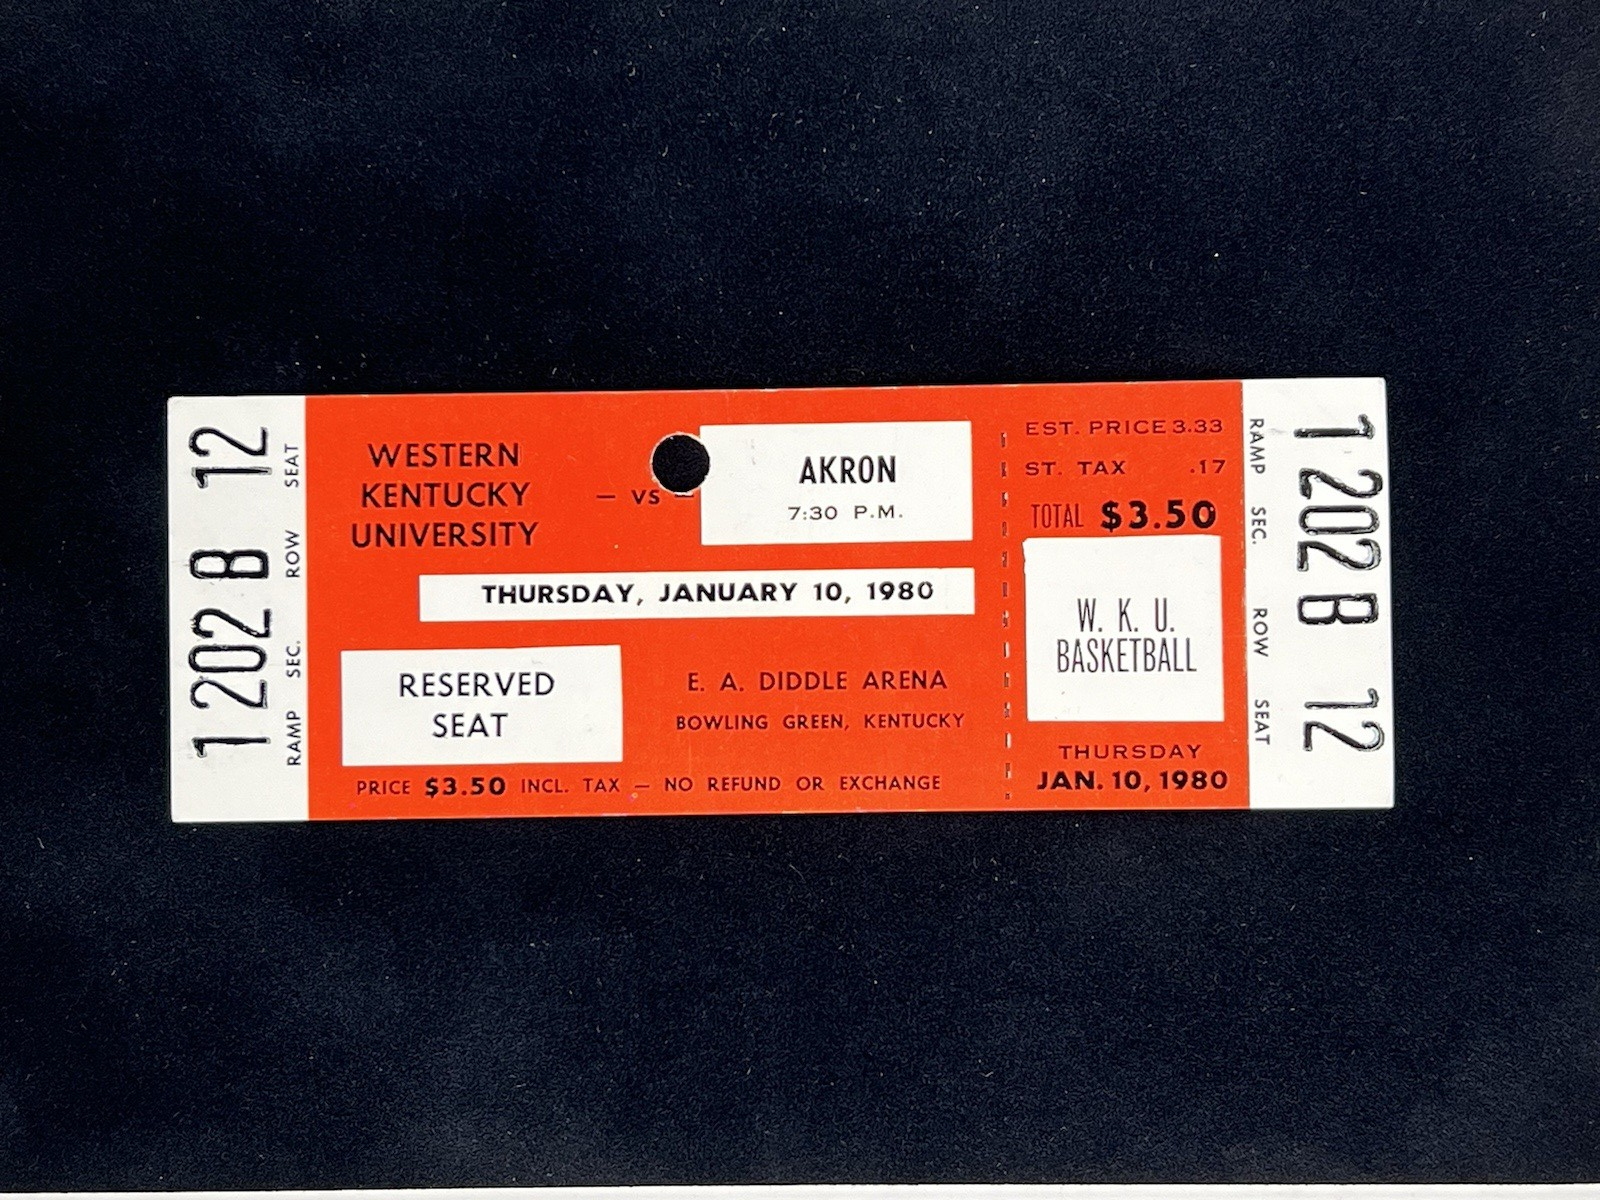 1 202 B 12
RAMP SEC. ROW SEAT
WESTERN
KENTUCKY
UNIVERSITY
— VS —
AKRON
7:30 P.M.
THURSDAY, JANUARY 10, 1980
RESERVED
SEAT
E. A. DIDDLE ARENA
BOWLING GREEN, KENTUCKY
PRICE $3.50 INCL. TAX — NO REFUND OR EXCHANGE
EST. PRICE 3.33
ST. TAX .17
TOTAL $3.50
W. K. U.
BASKETBALL
THURSDAY
JAN. 10, 1980
RAMP SEC. ROW SEAT
1 202 B 12